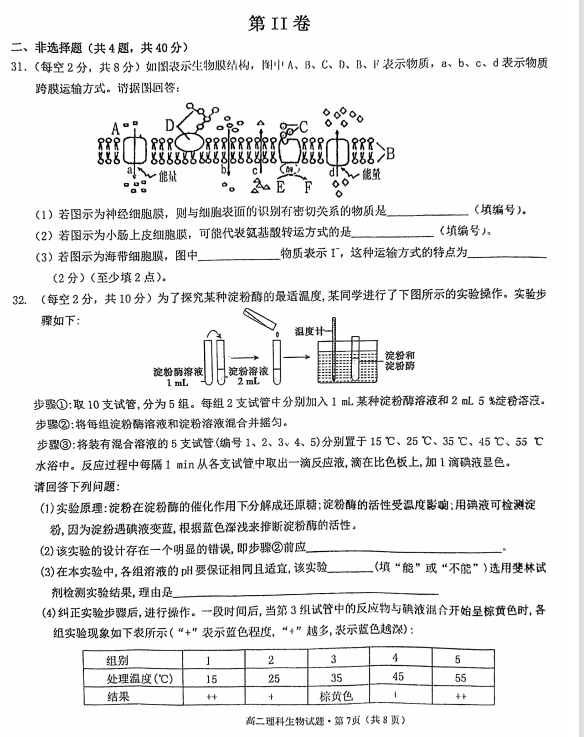 第 II 卷
二、非选择题（共 4 题，共 40 分）
31.（每空 2 分，共 8 分）如图表示生物膜结构，图中 A、B、C、D、E、F 表示物质，a、b、c、d 表示物质
跨膜运输方式。请据图回答：
A D C B
a 能量 b c E 酶 F d 能量
（1）若图示为神经细胞膜，则与细胞表面的识别有密切关系的物质是____________（填编号）。
（2）若图示为小肠上皮细胞膜，可能代表氨基酸转运方式的是____________（填编号）。
（3）若图示为海带细胞膜，图中____________物质表示 I⁻，这种运输方式的特点为____________
（2 分）（至少填 2 点）。
32. （每空 2 分，共 10 分）为了探究某种淀粉酶的最适温度,某同学进行了下图所示的实验操作。实验步
骤如下:
温度计
淀粉酶溶液 1 mL
淀粉溶液 2 mL
淀粉和淀粉酶
步骤①:取 10 支试管,分为 5 组。每组 2 支试管中分别加入 1 mL 某种淀粉酶溶液和 2 mL 5 %淀粉溶液。
步骤②:将每组淀粉酶溶液和淀粉溶液混合并摇匀。
步骤③:将装有混合溶液的 5 支试管(编号 1、2、3、4、5)分别置于 15 ℃、25 ℃、35 ℃、45 ℃、55 ℃
水浴中。反应过程中每隔 1 min 从各支试管中取出一滴反应液,滴在比色板上,加 1 滴碘液显色。
请回答下列问题:
(1)实验原理:淀粉在淀粉酶的催化作用下分解成还原糖;淀粉酶的活性受温度影响;用碘液可检测淀
粉,因为淀粉遇碘液变蓝,根据蓝色深浅来推断淀粉酶的活性。
(2)该实验的设计存在一个明显的错误,即步骤②前应____________。
(3)在本实验中,各组溶液的 pH 要保证相同且适宜,该实验________(填“能”或“不能”)选用斐林试
剂检测实验结果,理由是____________
(4)纠正实验步骤后,进行操作。一段时间后,当第 3 组试管中的反应物与碘液混合开始呈棕黄色时,各
组实验现象如下表所示(“+”表示蓝色程度,“+”越多,表示蓝色越深):
组别 1 2 3 4 5
处理温度(℃) 15 25 35 45 55
结果 ++ + 棕黄色 + ++
高二理科生物试题·第 7页（共 8 页）